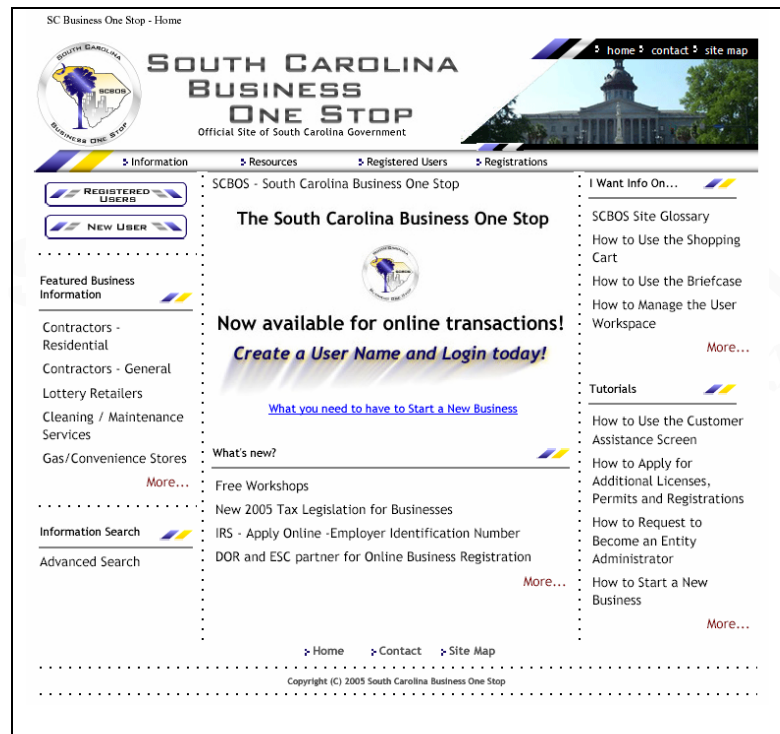 SC Business One Stop - Home
SOUTH CAROLINA
SCBOS
BUSINESS ONE STOP
SOUTH CAROLINA
BUSINESS
ONE STOP
Official Site of South Carolina Government
home contact site map
Information Resources Registered Users Registrations
REGISTERED
USERS
NEW USER
Featured Business
Information
Contractors -
Residential
Contractors - General
Lottery Retailers
Cleaning / Maintenance
Services
Gas/Convenience Stores
More...
Information Search
Advanced Search
SCBOS - South Carolina Business One Stop
The South Carolina Business One Stop
SCBOS
Now available for online transactions!
Create a User Name and Login today!
What you need to have to Start a New Business
What's new?
Free Workshops
New 2005 Tax Legislation for Businesses
IRS - Apply Online -Employer Identification Number
DOR and ESC partner for Online Business Registration
More...
I Want Info On...
SCBOS Site Glossary
How to Use the Shopping
Cart
How to Use the Briefcase
How to Manage the User
Workspace
More...
Tutorials
How to Use the Customer
Assistance Screen
How to Apply for
Additional Licenses,
Permits and Registrations
How to Request to
Become an Entity
Administrator
How to Start a New
Business
More...
Home Contact Site Map
Copyright (C) 2005 South Carolina Business One Stop